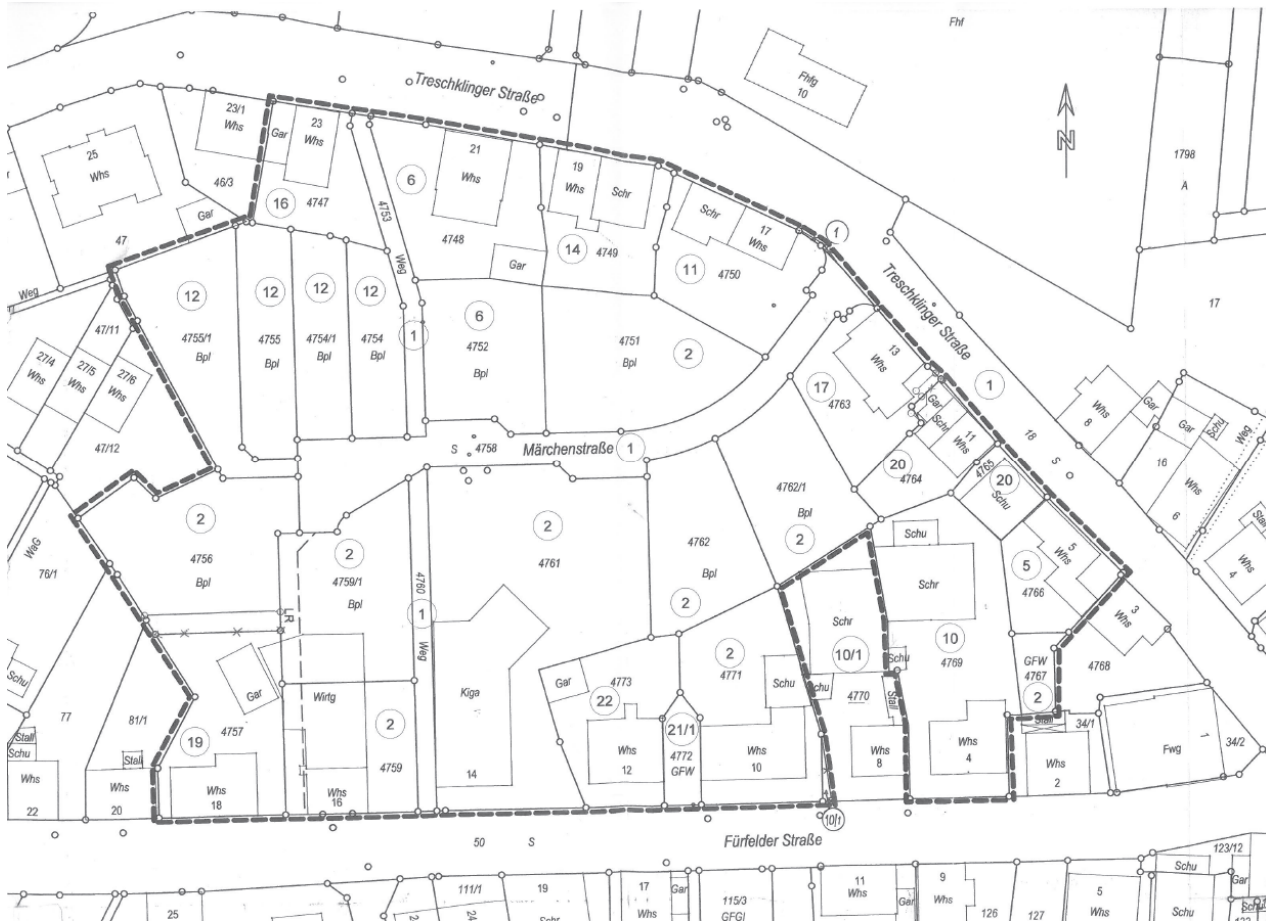 Fhf
Treschklinger Straße
Fhfg
10
N
1798
A
17
25
Whs
23/1
Whs
Gar
23
Whs
46/3
Gar
16
4747
4753
Weg
6
21
Whs
4748
Gar
19
Whs
Schr
14
4749
Schr
17
Whs
11
4750
1
Treschklinger Straße
1
18
S
47
Weg
47/11
27/4
Whs
27/5
Whs
27/6
Whs
47/12
12
4755/1
Bpl
12
4755
Bpl
12
4754/1
Bpl
12
4754
Bpl
1
6
4752
Bpl
4751
Bpl
2
S
4758
Märchenstraße
1
13
Whs
17
4763
Gar
Schu
11
Whs
20
4764
4765
20
Schu
8
Whs
Gar
Gar
Schu
Weg
16
Whs
6
Whs
4
WaG
76/1
2
4756
Bpl
LR
2
4759/1
Bpl
4760
1
Weg
2
4761
4762
Bpl
2
4762/1
Bpl
2
Schu
Schr
10
4769
5
Whs
5
4766
GFW
4767
2
3
Whs
4768
Schu
77
81/1
Stall
Schu
Whs
22
Stall
Whs
20
19
4757
Gar
Whs
18
Wirtg
Whs
16
2
4759
Kiga
14
Gar
22
4773
Whs
12
21/1
4772
GFW
2
4771
Schu
Whs
10
Schr
10/1
Schu
4770
Stall
Schu
Whs
8
Whs
4
Stall
34/1
Whs
2
Fwg
1
34/2
10/1
50
S
Fürfelder Straße
25
111/1
24
19
Schr
17
Whs
Gar
115/3
GFGl
11
Whs
Gar
9
Whs
126
127
5
Whs
Schu
Schu
123/12
Gar